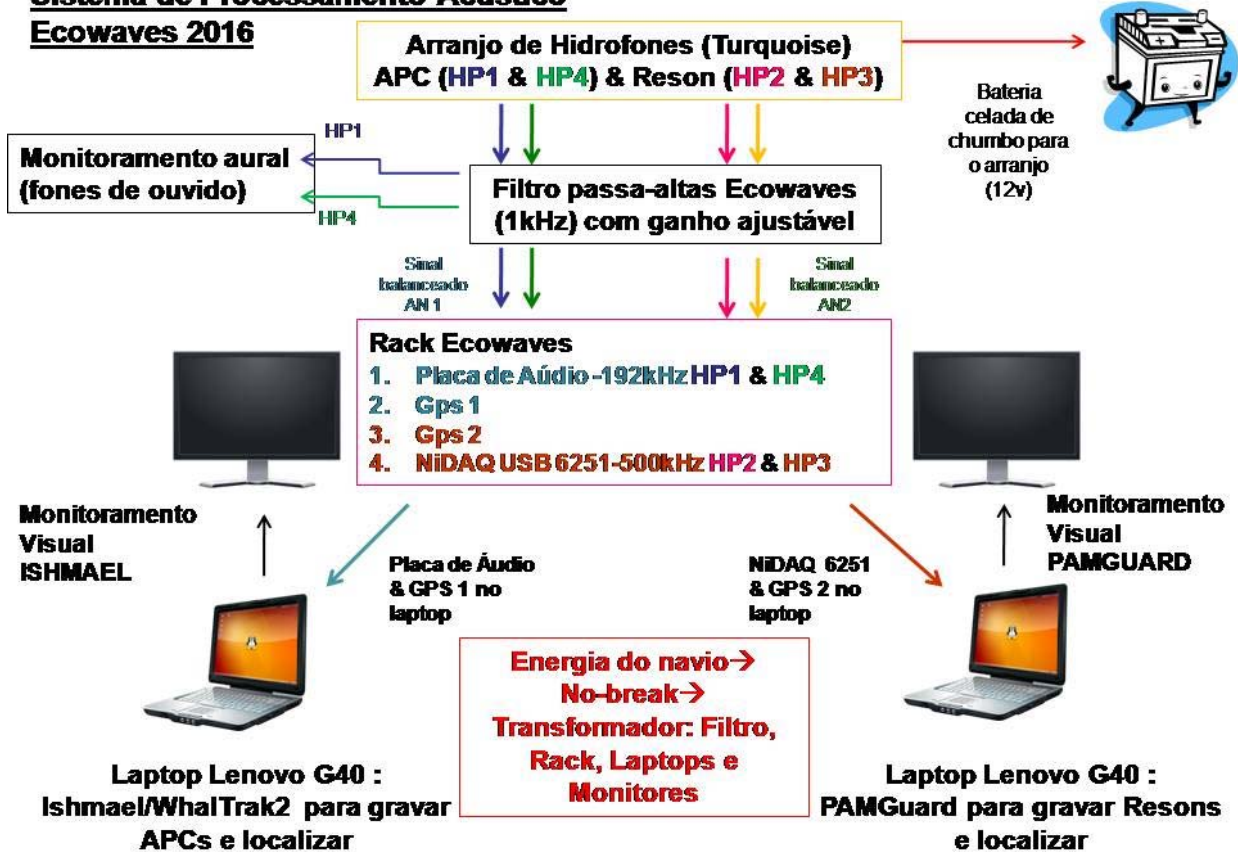 Sistema de Processamento Acústico
Ecowaves 2016
Arranjo de Hidrofones (Turquoise)
APC (HP1 & HP4) & Reson (HP2 & HP3)
Bateria
celada de
chumbo para
o arranjo
(12v)
HP1
Monitoramento aural
(fones de ouvido)
HP4
Filtro passa-altas Ecowaves
(1kHz) com ganho ajustável
Sinal
balanceado
AN 1
Sinal
balanceado
AN2
Rack Ecowaves
1. Placa de Aúdio -192kHz HP1 & HP4
2. Gps 1
3. Gps 2
4. NiDAQ USB 6251-500kHz HP2 & HP3
Monitoramento
Visual
ISHMAEL
Monitoramento
Visual
PAMGUARD
Placa de Áudio
& GPS 1 no
laptop
NiDAQ 6251
& GPS 2 no
laptop
Energia do navio→
No-break→
Transformador: Filtro,
Rack, Laptops e
Monitores
Laptop Lenovo G40 :
Ishmael/WhalTrak2 para gravar
APCs e localizar
Laptop Lenovo G40 :
PAMGuard para gravar Resons
e localizar